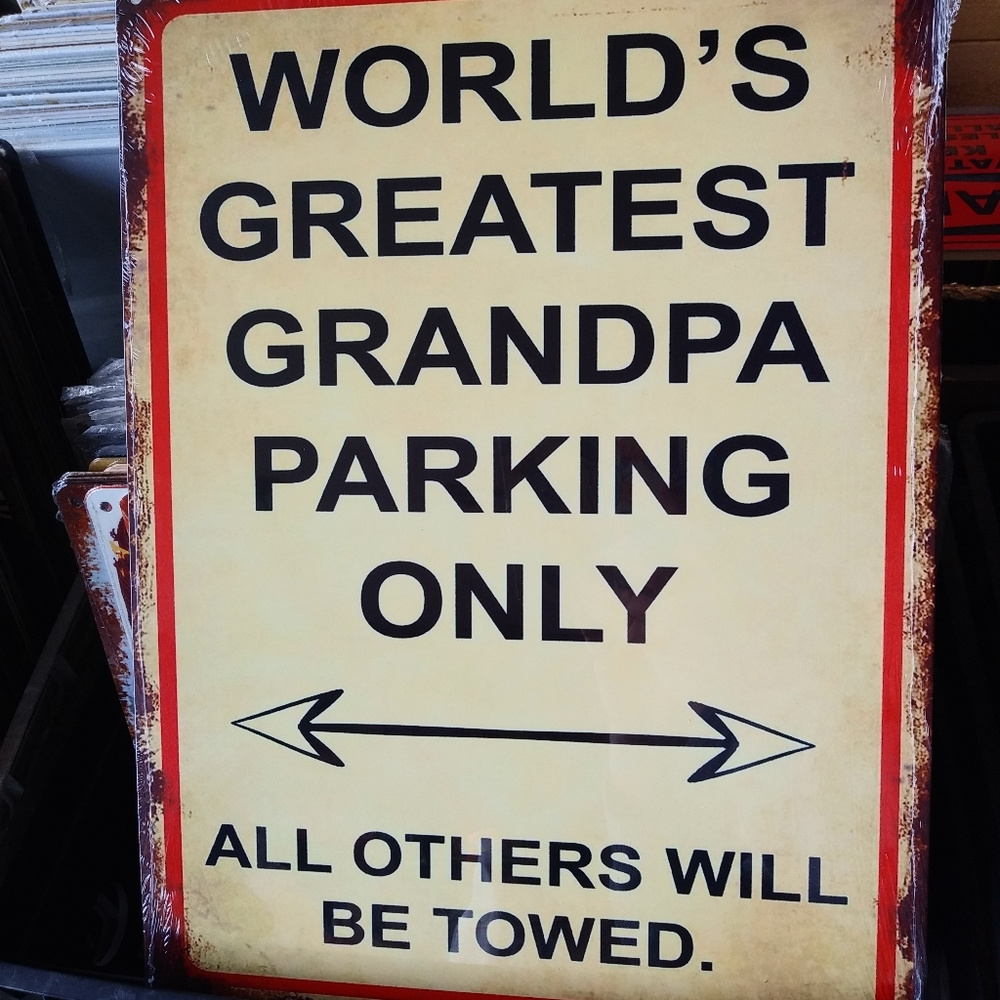 WORLD'S
GREATEST
GRANDPA
PARKING
ONLY
ALL OTHERS WILL
BE TOWED.